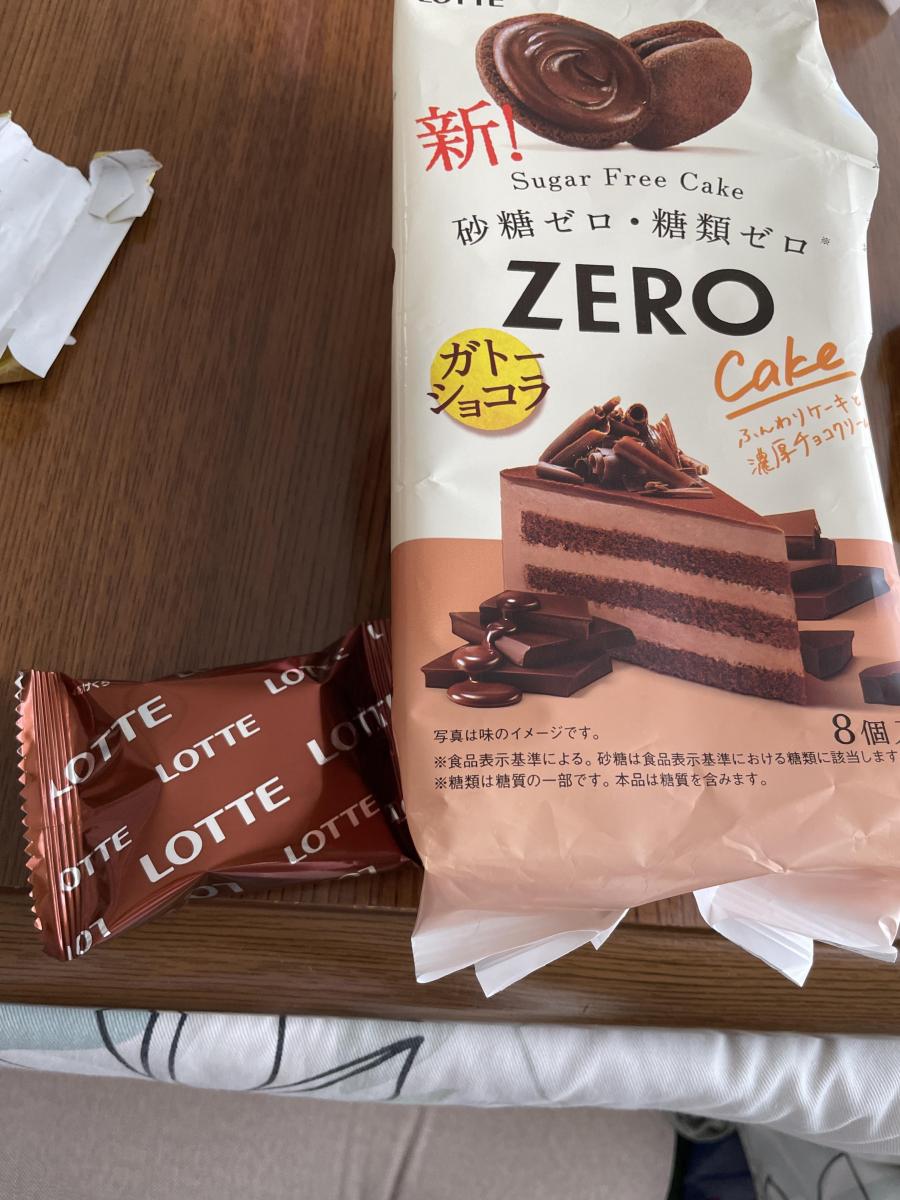 LOTTE
新!
Sugar Free Cake
砂糖ゼロ・糖類ゼロ※
ZERO
Cake
ガトー
ショコラ
ふんわりケーキと
濃厚チョコクリーム
写真は味のイメージです。
8個
※食品表示基準による。砂糖は食品表示基準における糖類に該当します
※糖類は糖質の一部です。本品は糖質を含みます。
LOTTE
LOTTE
LOTTE
LOTTE
LOTTE
LOTTE
OTTE